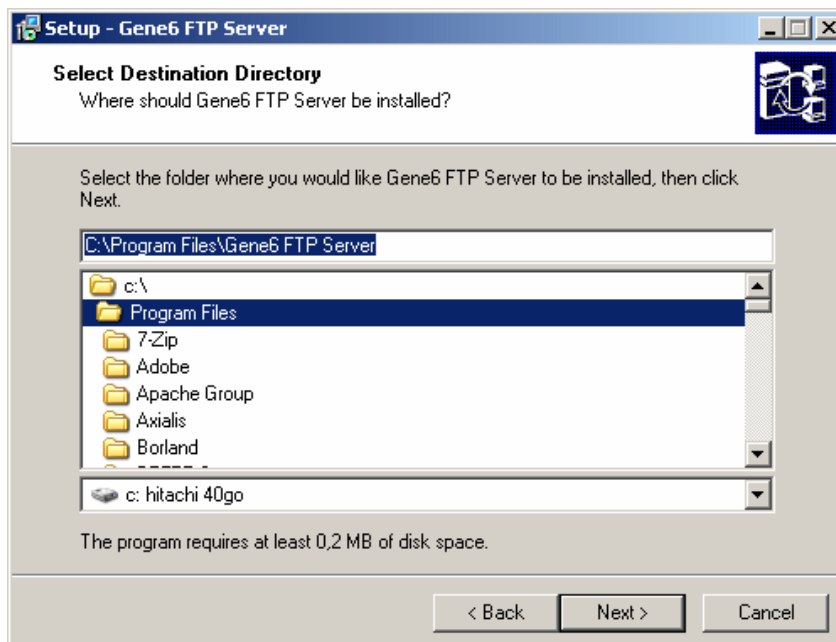 Setup - Gene6 FTP Server
Select Destination Directory
Where should Gene6 FTP Server be installed?
Select the folder where you would like Gene6 FTP Server to be installed, then click
Next.
C:\Program Files\Gene6 FTP Server
c:\
Program Files
7-Zip
Adobe
Apache Group
Axialis
Borland
c: hitachi 40go
The program requires at least 0,2 MB of disk space.
< Back
Next >
Cancel